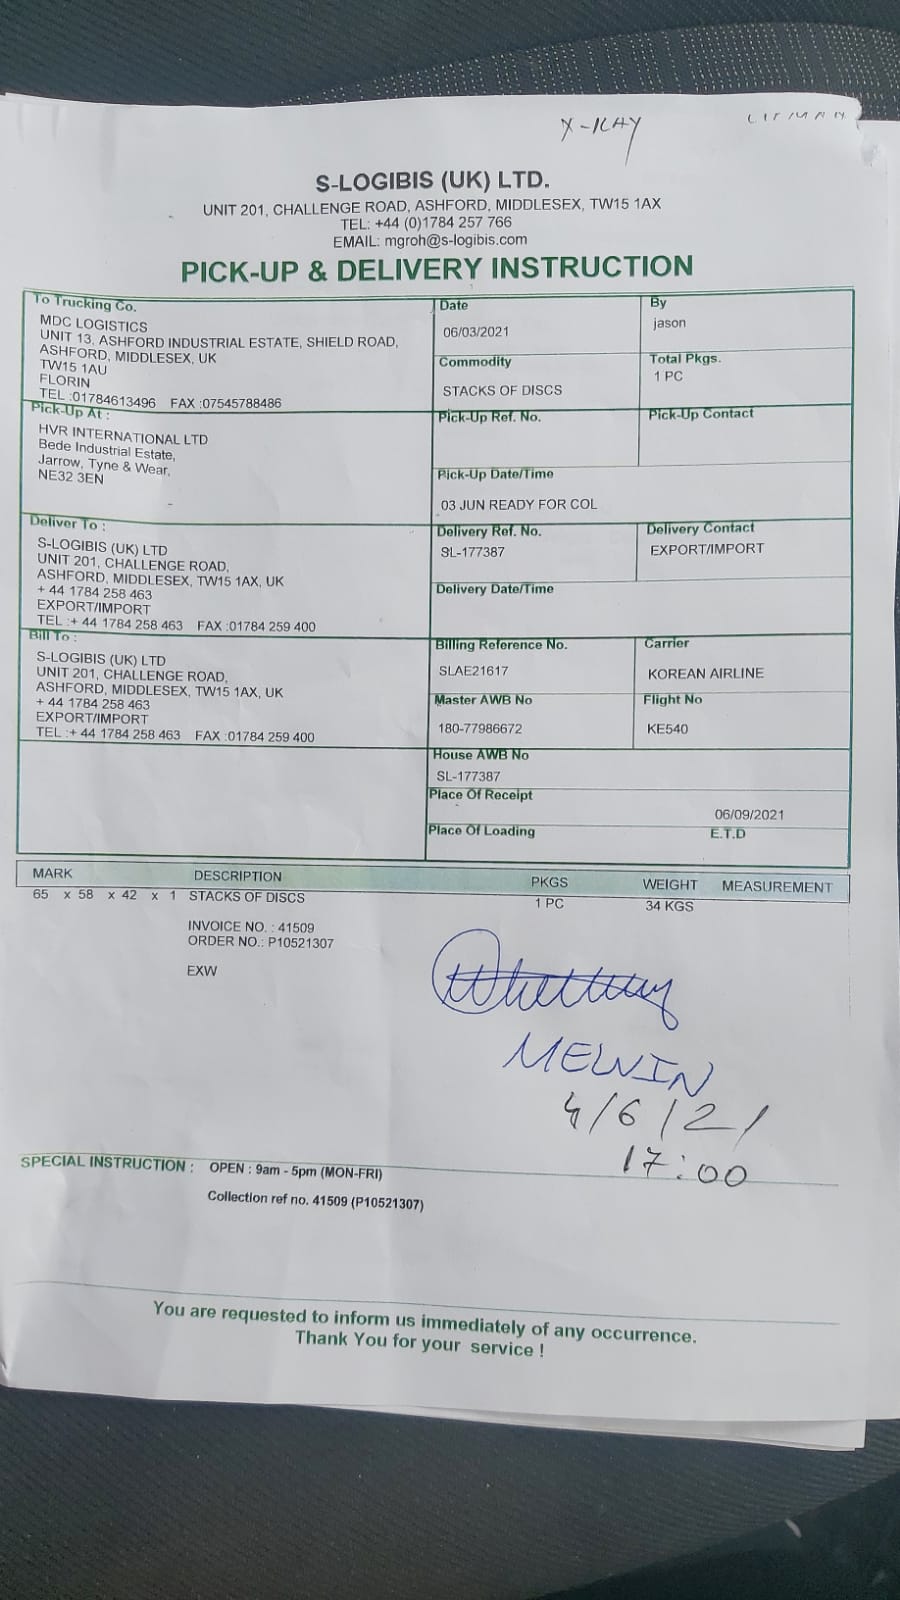 X-RAY
S-LOGIBIS (UK) LTD.
UNIT 201, CHALLENGE ROAD, ASHFORD, MIDDLESEX, TW15 1AX
TEL: +44 (0)1784 257 766
EMAIL: mgroh@s-logibis.com
PICK-UP & DELIVERY INSTRUCTION
To Trucking Co.
MDC LOGISTICS
UNIT 13, ASHFORD INDUSTRIAL ESTATE, SHIELD ROAD,
ASHFORD, MIDDLESEX, UK
TW15 1AU
FLORIN
TEL :01784613496 FAX :07545788486
Date
06/03/2021
By
jason
Commodity
STACKS OF DISCS
Total Pkgs.
1 PC
Pick-Up At :
HVR INTERNATIONAL LTD
Bede Industrial Estate,
Jarrow, Tyne & Wear,
NE32 3EN
Pick-Up Ref. No.
Pick-Up Contact
Pick-Up Date/Time
03 JUN READY FOR COL
Deliver To :
S-LOGIBIS (UK) LTD
UNIT 201, CHALLENGE ROAD,
ASHFORD, MIDDLESEX, TW15 1AX, UK
+ 44 1784 258 463
EXPORT/IMPORT
TEL :+ 44 1784 258 463 FAX :01784 259 400
Delivery Ref. No.
SL-177387
Delivery Contact
EXPORT/IMPORT
Delivery Date/Time
Bill To :
S-LOGIBIS (UK) LTD
UNIT 201, CHALLENGE ROAD,
ASHFORD, MIDDLESEX, TW15 1AX, UK
+ 44 1784 258 463
EXPORT/IMPORT
TEL :+ 44 1784 258 463 FAX :01784 259 400
Billing Reference No.
SLAE21617
Carrier
KOREAN AIRLINE
Master AWB No
180-77986672
Flight No
KE540
House AWB No
SL-177387
Place Of Receipt
06/09/2021
Place Of Loading E.T.D
MARK DESCRIPTION PKGS WEIGHT MEASUREMENT
65 x 58 x 42 x 1 STACKS OF DISCS 1 PC 34 KGS
INVOICE NO. : 41509
ORDER NO.: P10521307
EXW
MELVIN
4/6/21
17:00
SPECIAL INSTRUCTION : OPEN : 9am - 5pm (MON-FRI)
Collection ref no. 41509 (P10521307)
You are requested to inform us immediately of any occurrence.
Thank You for your service !